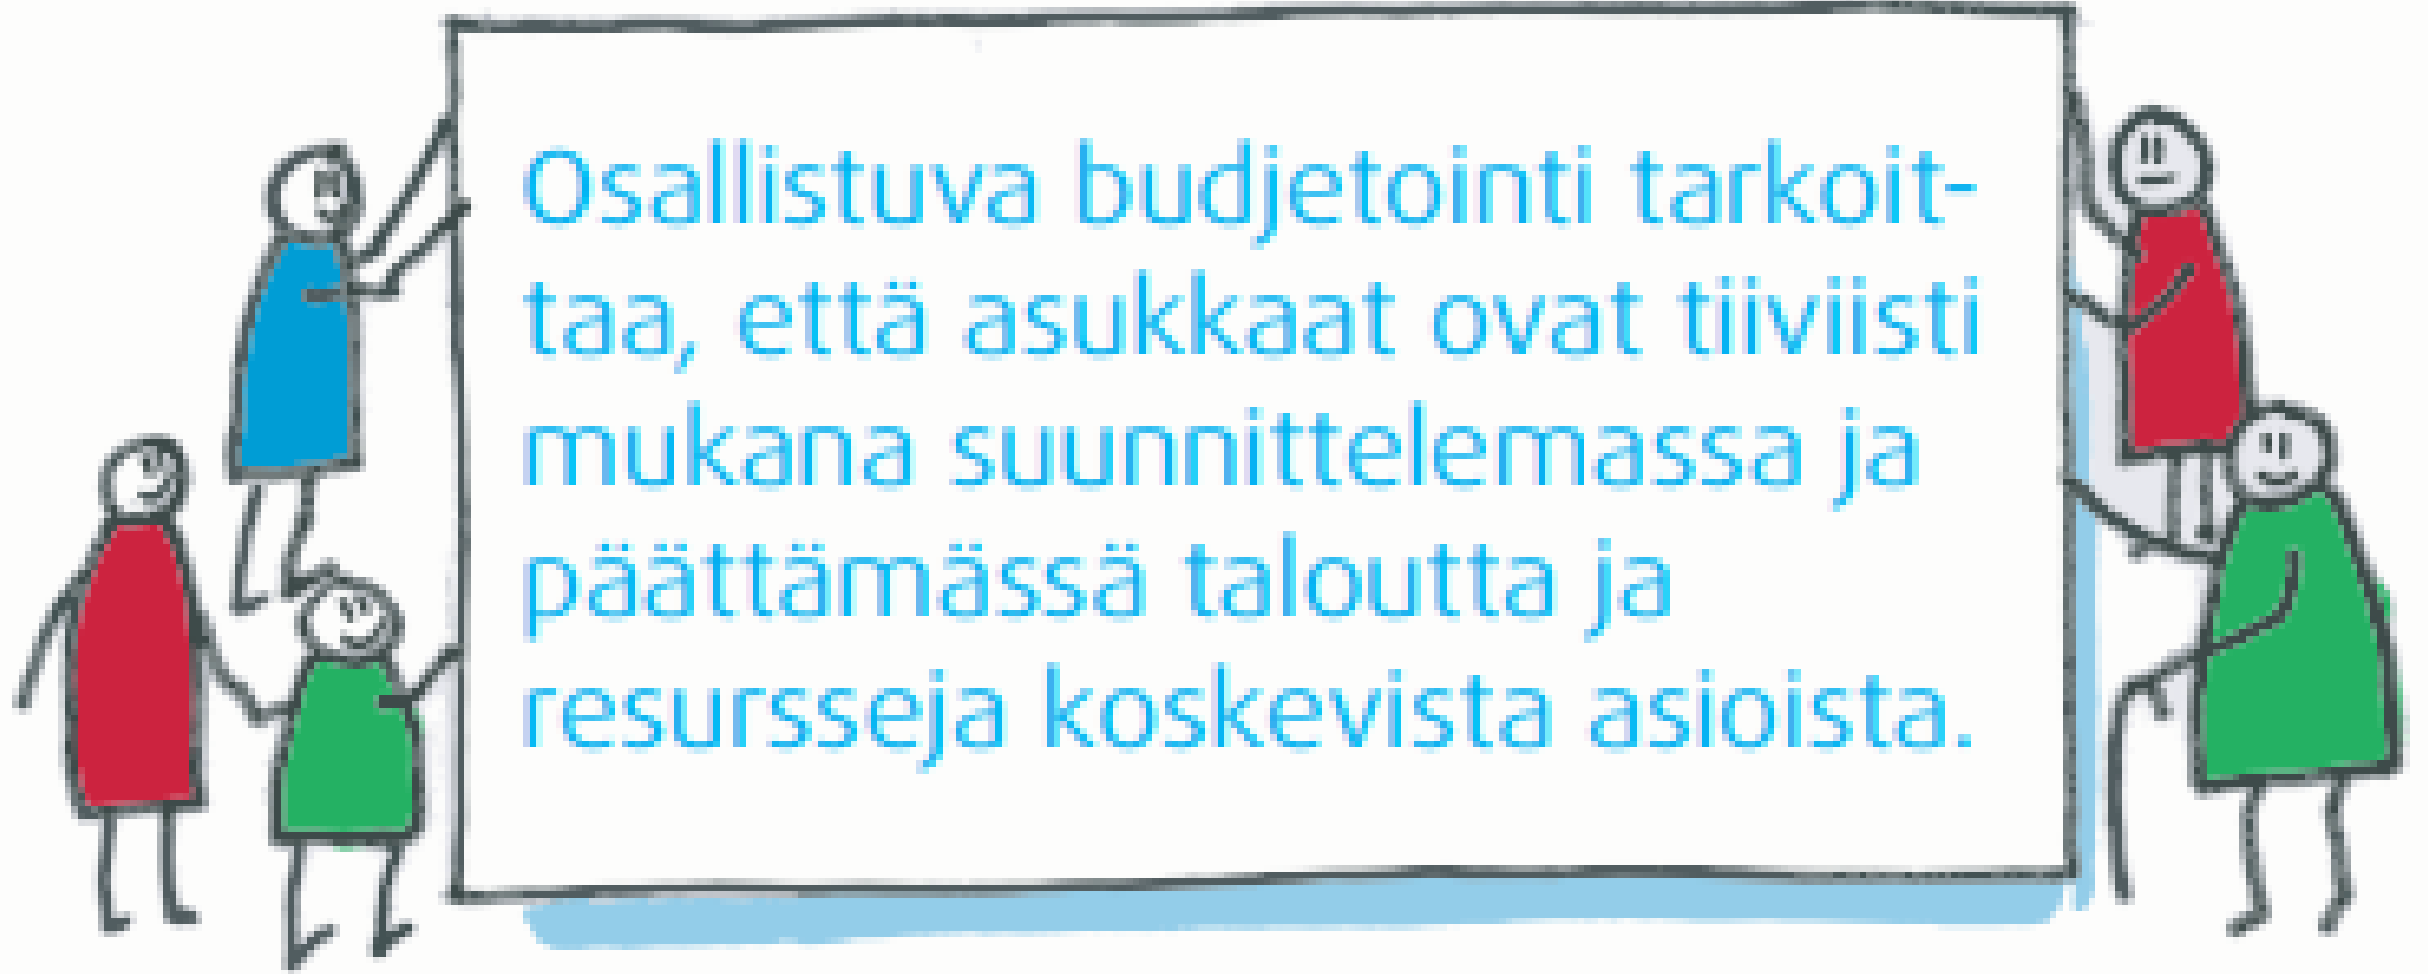 Osallistuva budjetointi tarkoit-
taa, että asukkaat ovat tiiviisti
mukana suunnittelemassa ja
päättämässä taloutta ja
resursseja koskevista asioista.